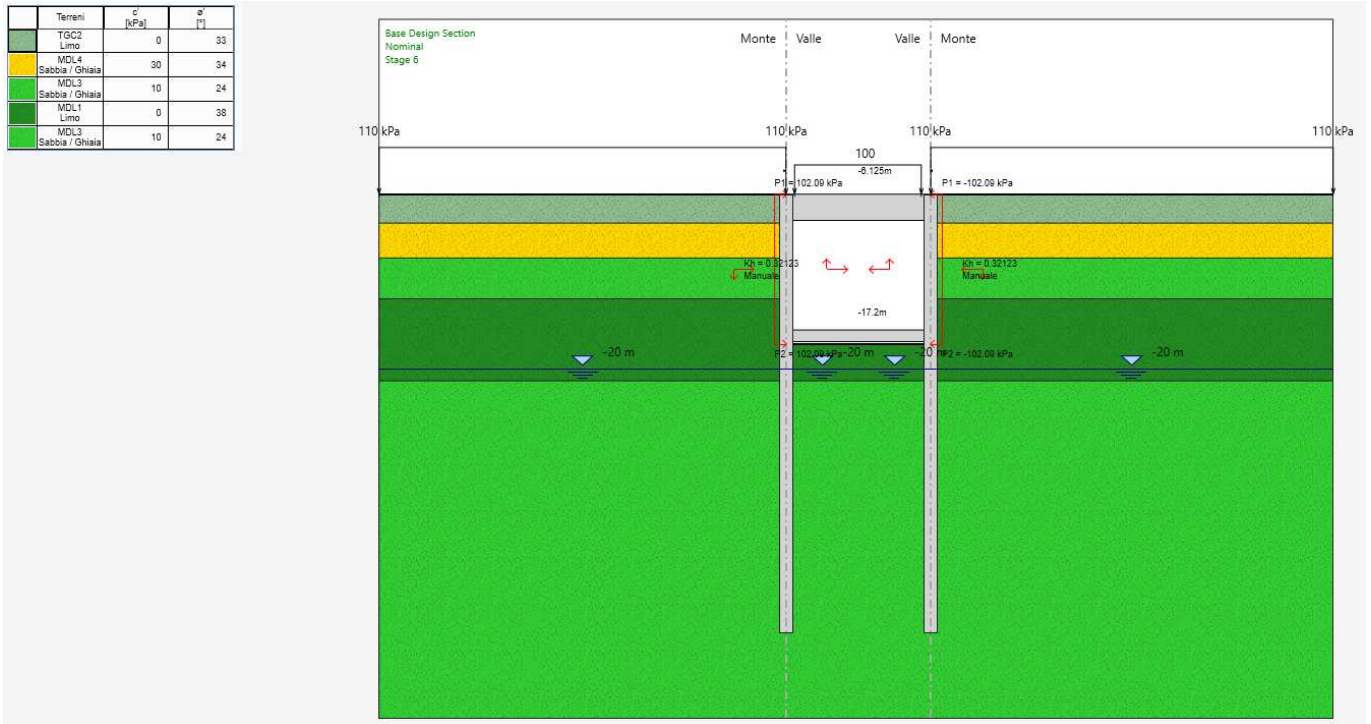 Terreni c' ø'
[kPa] [°]
TGC2
Limo 0 33
MDL4
Sabbia / Ghiaia 30 34
MDL3
Sabbia / Ghiaia 10 24
MDL1
Limo 0 38
MDL3
Sabbia / Ghiaia 10 24
Base Design Section
Nominal
Stage 6
Monte Valle Valle Monte
110 kPa 110 kPa 110 kPa 110 kPa
100
-6.125m
P1 = 102.09 kPa P1 = -102.09 kPa
Kh = 0.32123 Kh = 0.32123
Manuale Manuale
-17.2m
-20 m P2 = 102.09 kPa -20 m -20 m P2 = -102.09 kPa -20 m